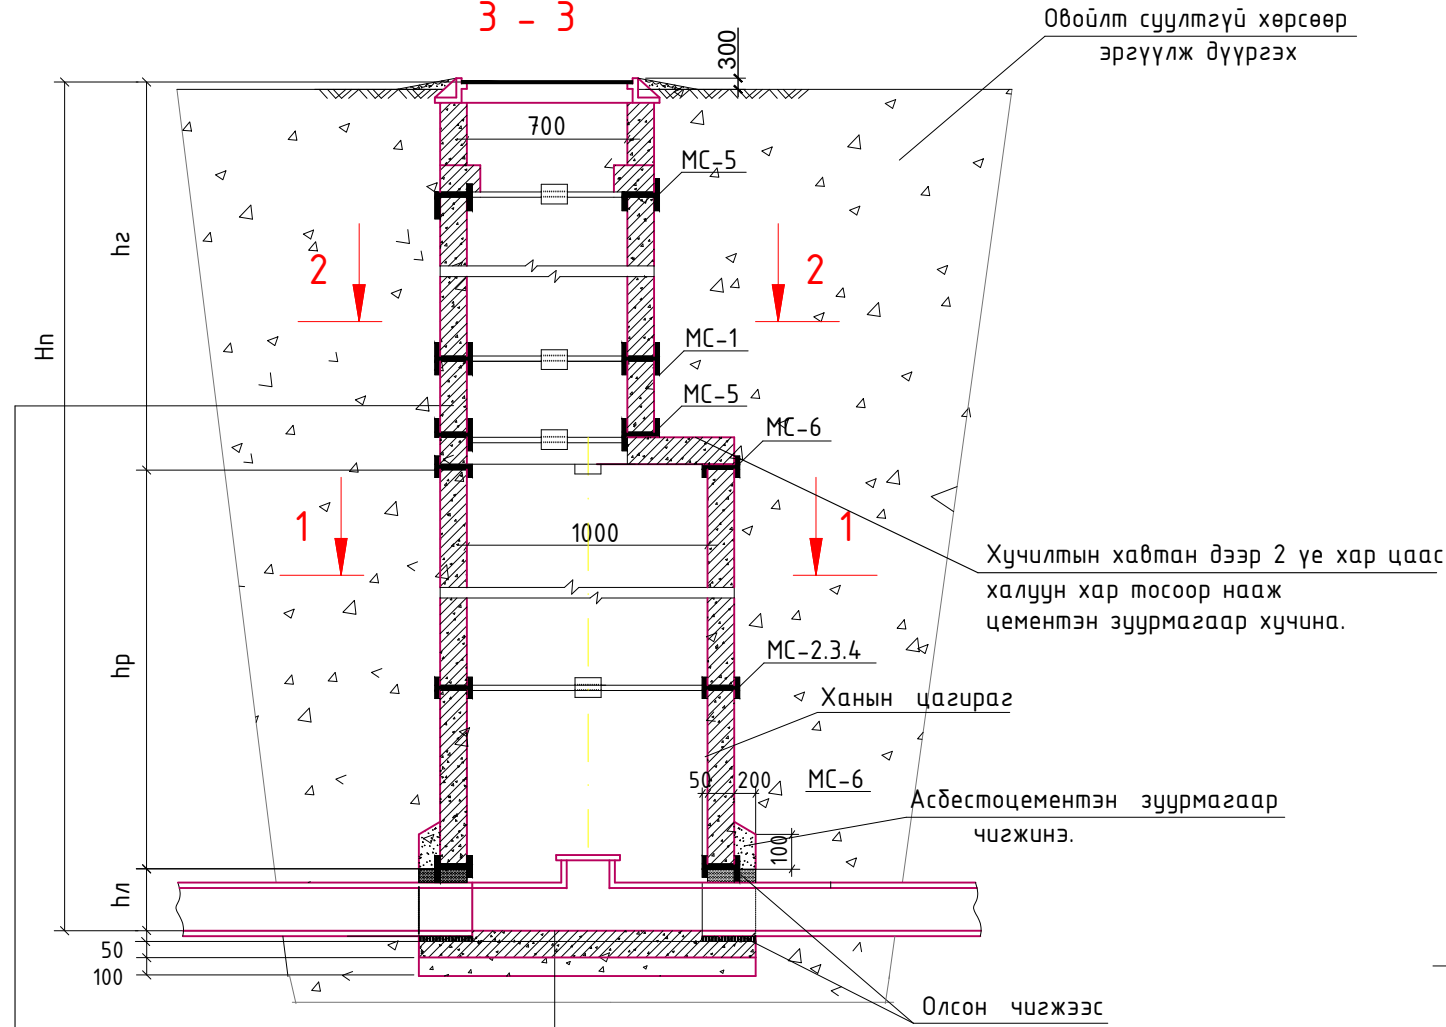 3 - 3
Овойлт суултгүй хөрсөөр
эргүүлж дүүргэх
300
700
МС-5
hг
2
2
Нп
МС-1
МС-5
МС-6
1
1
1000
Хучилтын хавтан дээр 2 үе хар цаас
халуун хар тосоор нааж
цементэн зуурмагаар хучина.
МС-2.3.4
hр
Ханын цагираг
50
200
МС-6
Асбестоцементэн зуурмагаар
чигжинэ.
100
hл
50
100
Олсон чигжээс